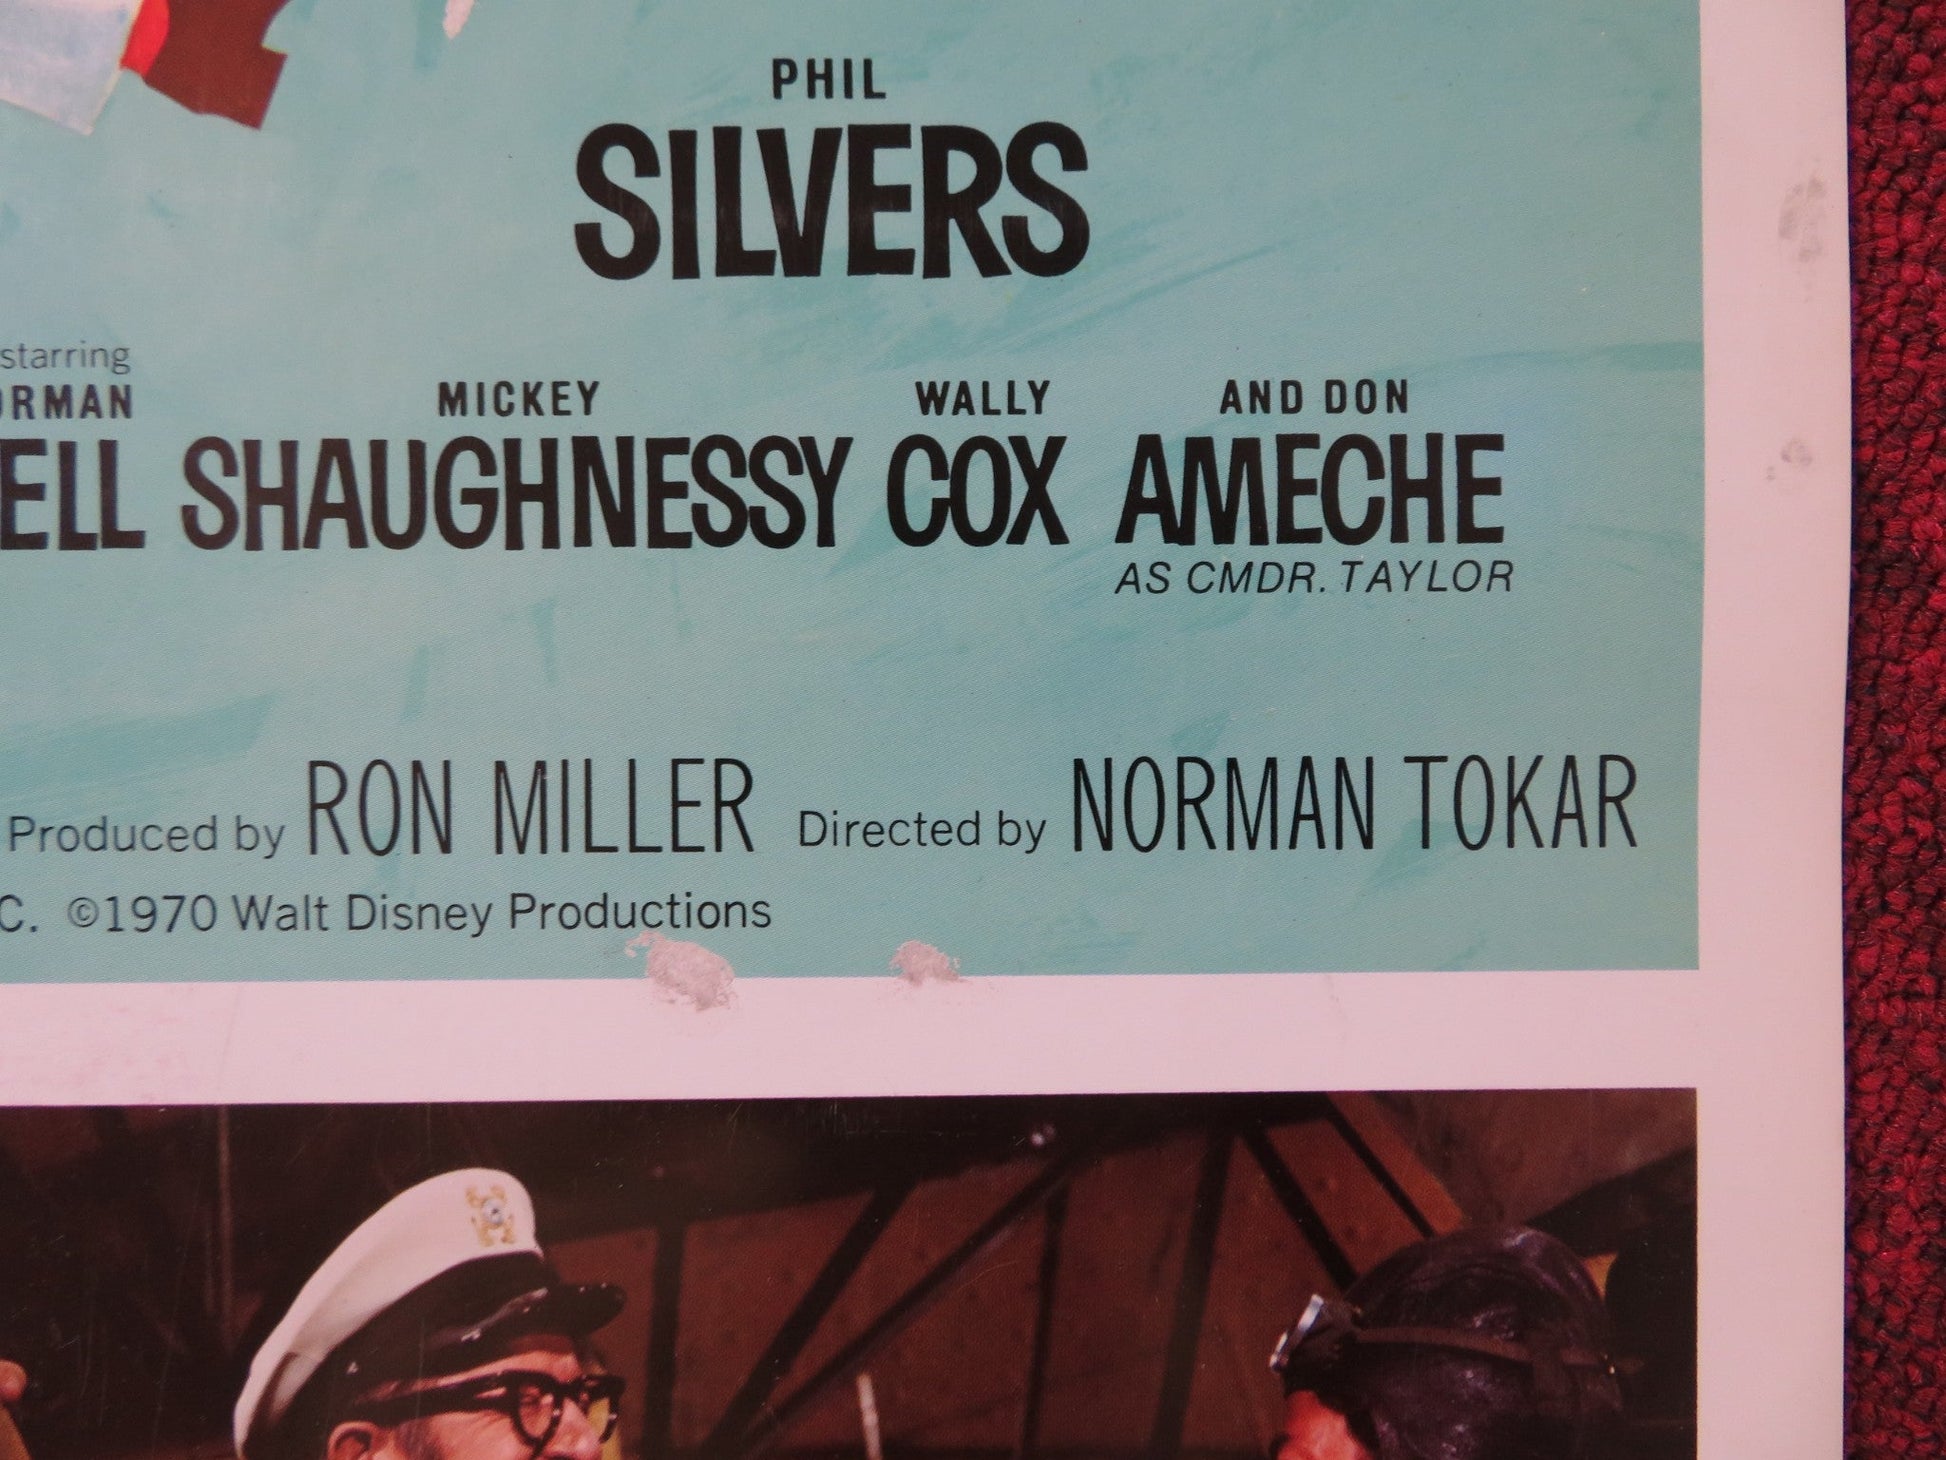 PHIL
SILVERS
starring
ORMAN MICKEY WALLY AND DON
ELL SHAUGHNESSY COX AMECHE
AS CMDR. TAYLOR
Produced by RON MILLER Directed by NORMAN TOKAR
C. ©1970 Walt Disney Productions